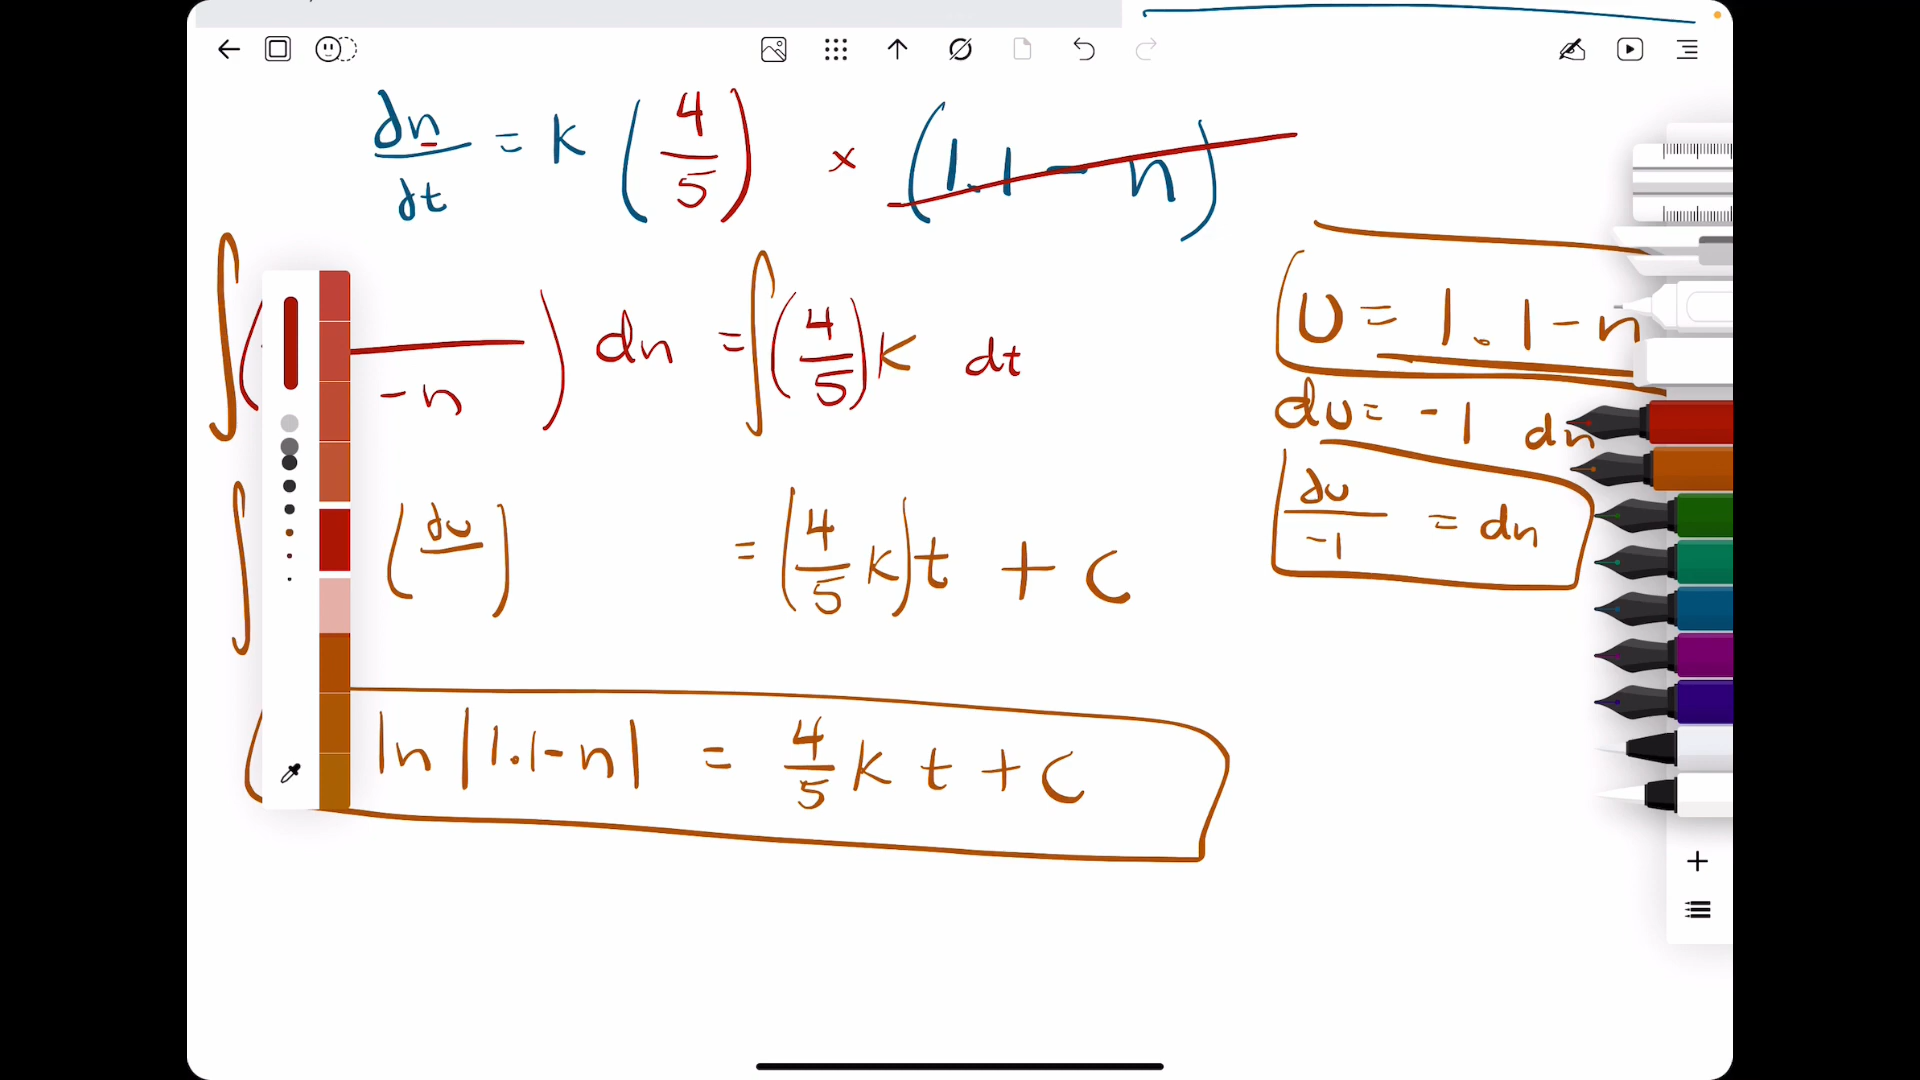 dn/dt = k (4/5) × (1.1 - n)
-n ) dn = ∫ (4/5) k dt
u = 1.1 - n
du = -1 dn
∫ (du/ ) = (4/5 k) t + c
du/-1 = dn
ln |1.1-n| = 4/5 k t + c